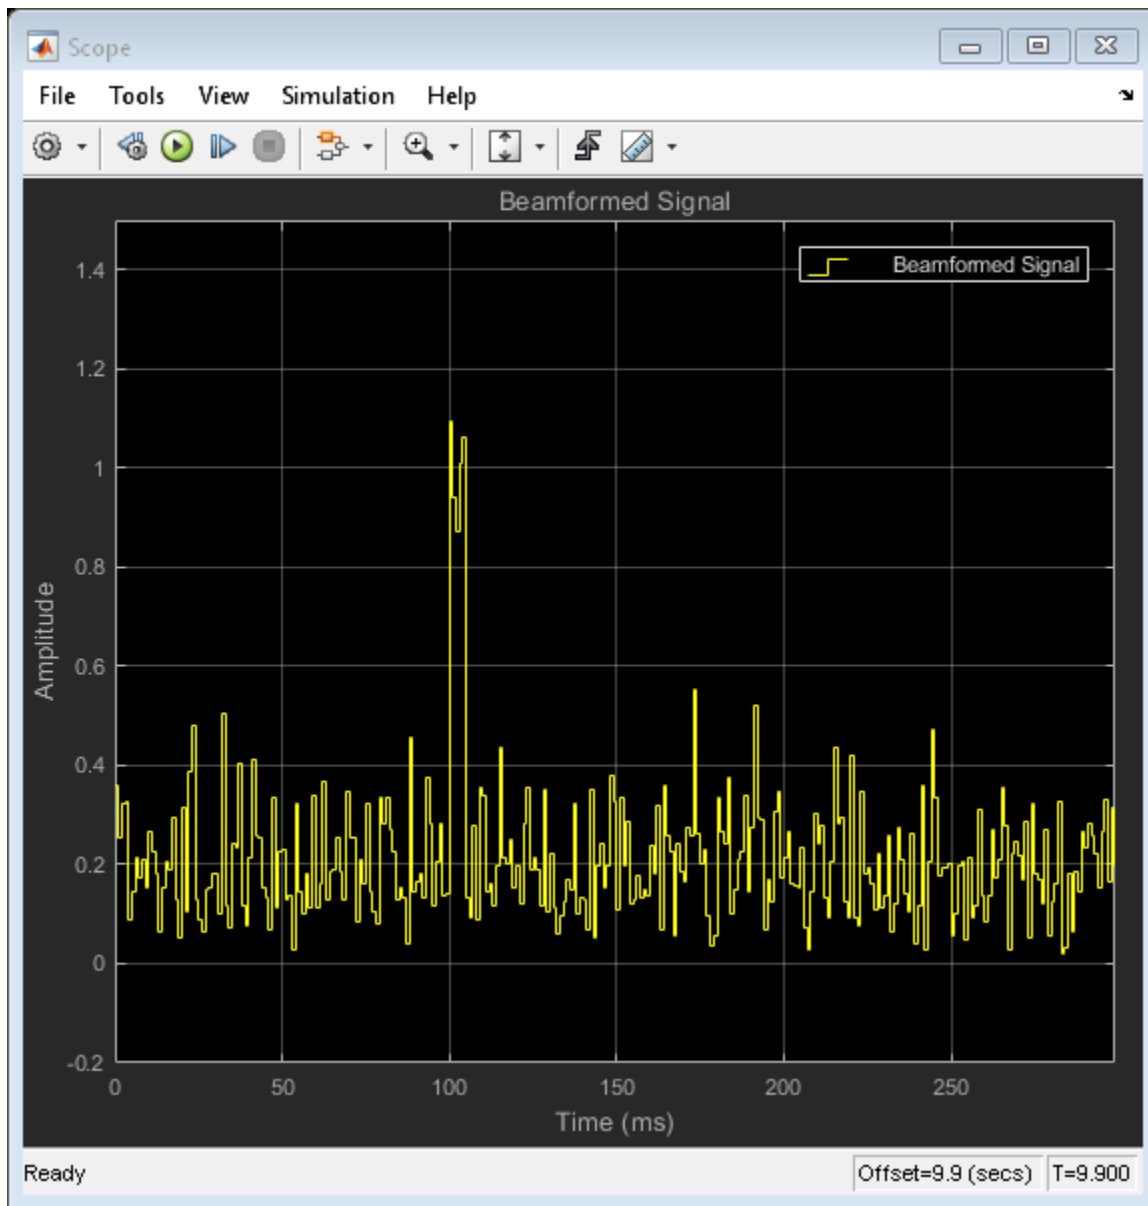 Scope
File Tools View Simulation Help
Beamformed Signal
Beamformed Signal
1.4
1.2
1
0.8
0.6
0.4
0.2
0
-0.2
Amplitude
0 50 100 150 200 250
Time (ms)
Ready Offset=9.9 (secs) T=9.900